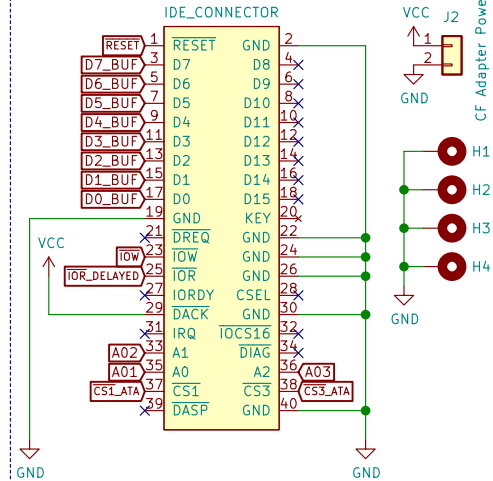 IDE_CONNECTOR
RESET 1 RESET GND 2
D7_BUF 3 D7 D8 4
D6_BUF 5 D6 D9 6
D5_BUF 7 D5 D10 8
D4_BUF 9 D4 D11 10
D3_BUF 11 D3 D12 12
D2_BUF 13 D2 D13 14
D1_BUF 15 D1 D14 16
D0_BUF 17 D0 D15 18
19 GND KEY 20
21 DREQ GND 22
IOW 23 IOW GND 24
IOR_DELAYED 25 IOR GND 26
27 IORDY CSEL 28
29 DACK GND 30
31 IRQ IOCS16 32
A02 33 A1 DIAG 34
A01 35 A0 A2 36 A03
CS1_ATA 37 CS1 CS3 38 CS3_ATA
39 DASP GND 40
VCC
GND
GND
VCC
J2
1
2
GND
CF Adapter Powe
H1
H2
H3
H4
GND